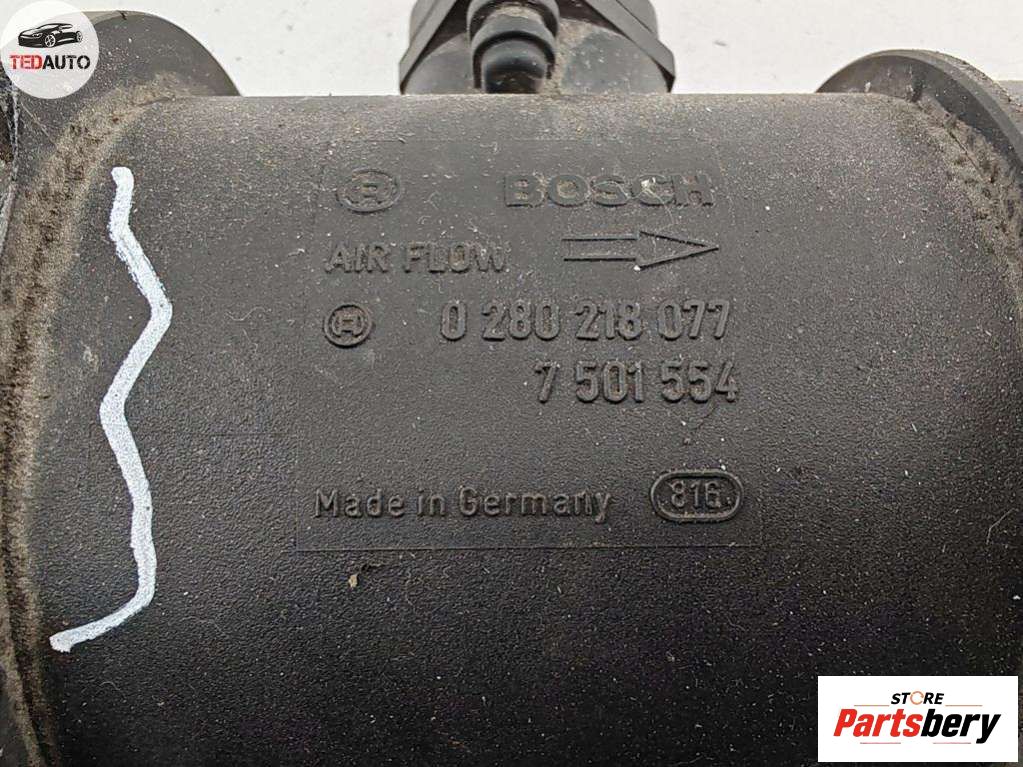 TEDAUTO
BOSCH
AIR FLOW
0 280 218 077
7 501 554
Made in Germany 816
STORE
Partsbery